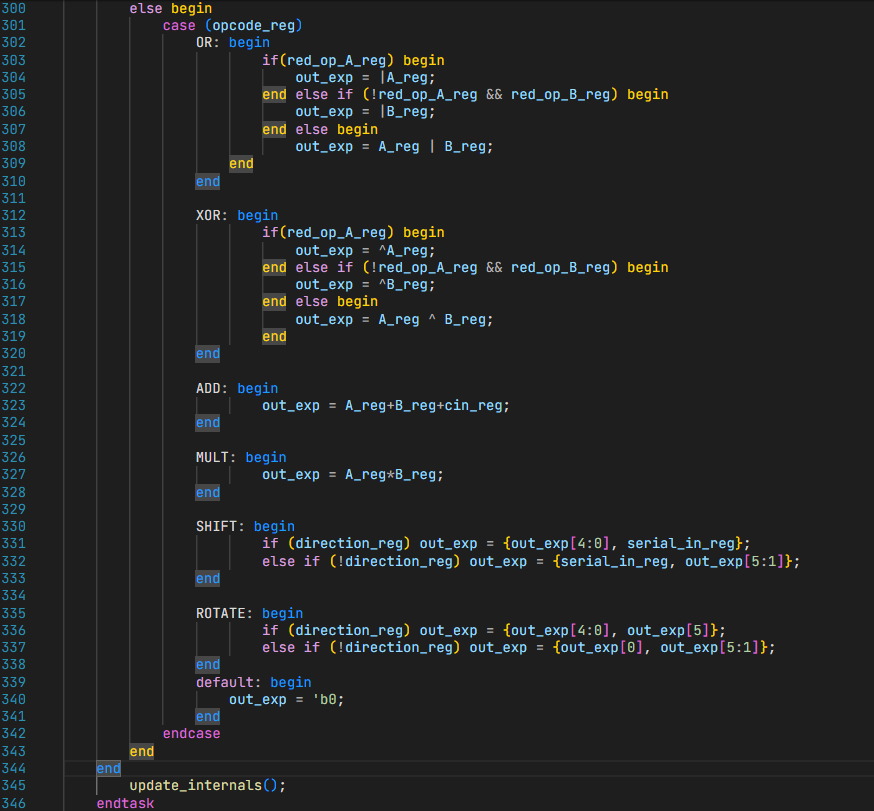 300 else begin
301 case (opcode_reg)
302 OR: begin
303 if(red_op_A_reg) begin
304 out_exp = |A_reg;
305 end else if (!red_op_A_reg && red_op_B_reg) begin
306 out_exp = |B_reg;
307 end else begin
308 out_exp = A_reg | B_reg;
309 end
310 end
311
312 XOR: begin
313 if(red_op_A_reg) begin
314 out_exp = ^A_reg;
315 end else if (!red_op_A_reg && red_op_B_reg) begin
316 out_exp = ^B_reg;
317 end else begin
318 out_exp = A_reg ^ B_reg;
319 end
320 end
321
322 ADD: begin
323 out_exp = A_reg+B_reg+cin_reg;
324 end
325
326 MULT: begin
327 out_exp = A_reg*B_reg;
328 end
329
330 SHIFT: begin
331 if (direction_reg) out_exp = {out_exp[4:0], serial_in_reg};
332 else if (!direction_reg) out_exp = {serial_in_reg, out_exp[5:1]};
333 end
334
335 ROTATE: begin
336 if (direction_reg) out_exp = {out_exp[4:0], out_exp[5]};
337 else if (!direction_reg) out_exp = {out_exp[0], out_exp[5:1]};
338 end
339 default: begin
340 out_exp = 'b0;
341 end
342 endcase
343 end
344 end
345 update_internals();
346 endtask